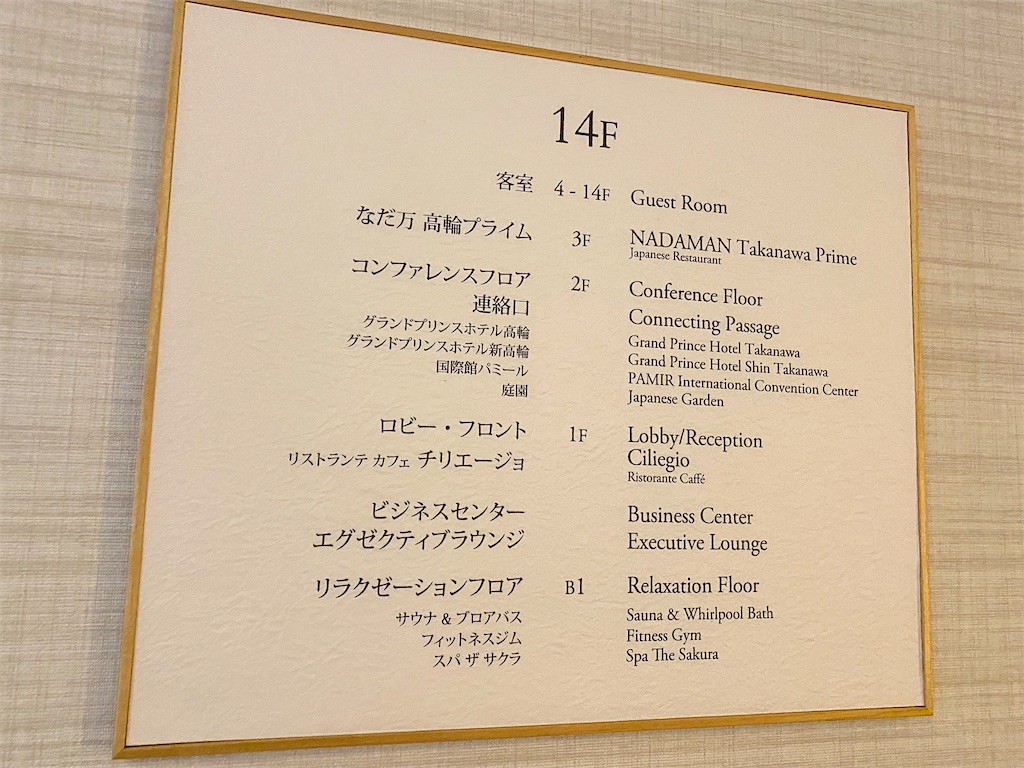 14F
客室 4 - 14F Guest Room
なだ万 高輪プライム 3F NADAMAN Takanawa Prime
Japanese Restaurant
コンファレンスフロア 2F Conference Floor
連絡口 Connecting Passage
グランドプリンスホテル高輪 Grand Prince Hotel Takanawa
グランドプリンスホテル新高輪 Grand Prince Hotel Shin Takanawa
国際館パミール PAMIR International Convention Center
庭園 Japanese Garden
ロビー・フロント 1F Lobby/Reception
リストランテ カフェ チリエージョ Ciliegio
Ristorante Caffé
ビジネスセンター Business Center
エグゼクティブラウンジ Executive Lounge
リラクゼーションフロア B1 Relaxation Floor
サウナ & ブロアバス Sauna & Whirlpool Bath
フィットネスジム Fitness Gym
スパ ザ サクラ Spa The Sakura